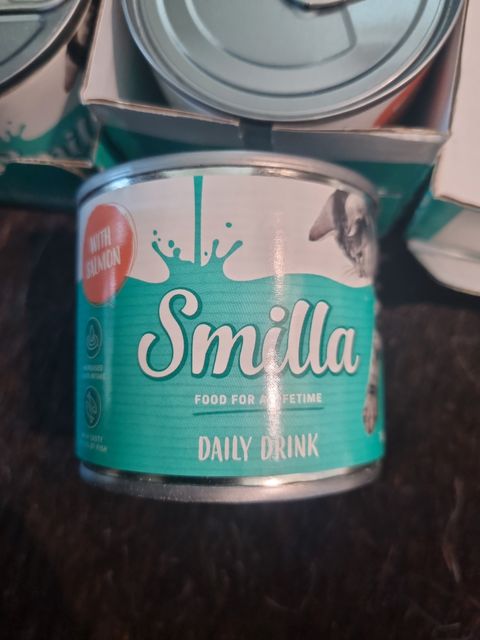 WITH
SALMON
Smilla
FOOD FOR A LIFETIME
DAILY DRINK